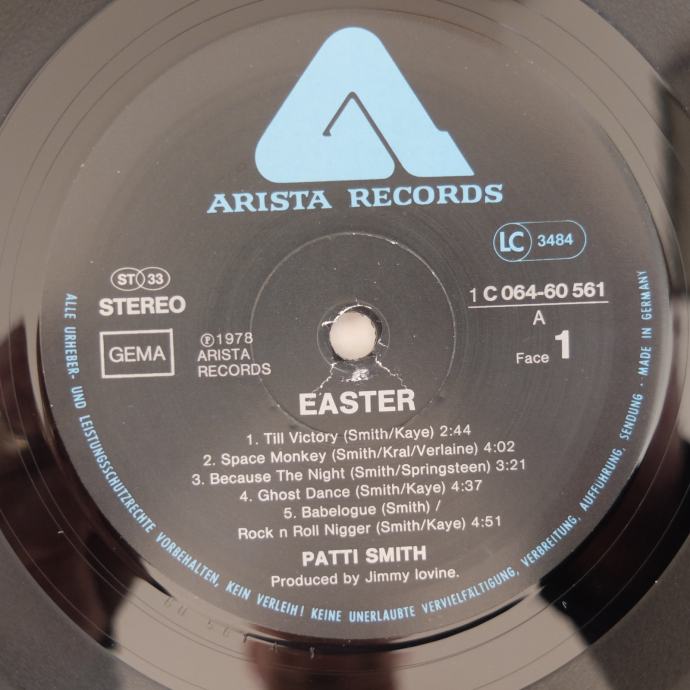 ARISTA RECORDS
LC 3484
ST 33
STEREO
GEMA
℗1978
ARISTA
RECORDS
1 C 064-60 561
A
Face 1
EASTER
1. Till Victory (Smith/Kaye) 2:44
2. Space Monkey (Smith/Kral/Verlaine) 4:02
3. Because The Night (Smith/Springsteen) 3:21
4. Ghost Dance (Smith/Kaye) 4:37
5. Babelogue (Smith) /
Rock n Roll Nigger (Smith/Kaye) 4:51
PATTI SMITH
Produced by Jimmy Iovine.
ALLE URHEBER- UND LEISTUNGSSCHUTZRECHTE VORBEHALTEN, KEIN VERLEIH! KEINE UNERLAUBTE VERVIELFÄLTIGUNG, VERBREITUNG, AUFFÜHRUNG, SENDUNG · MADE IN GERMANY